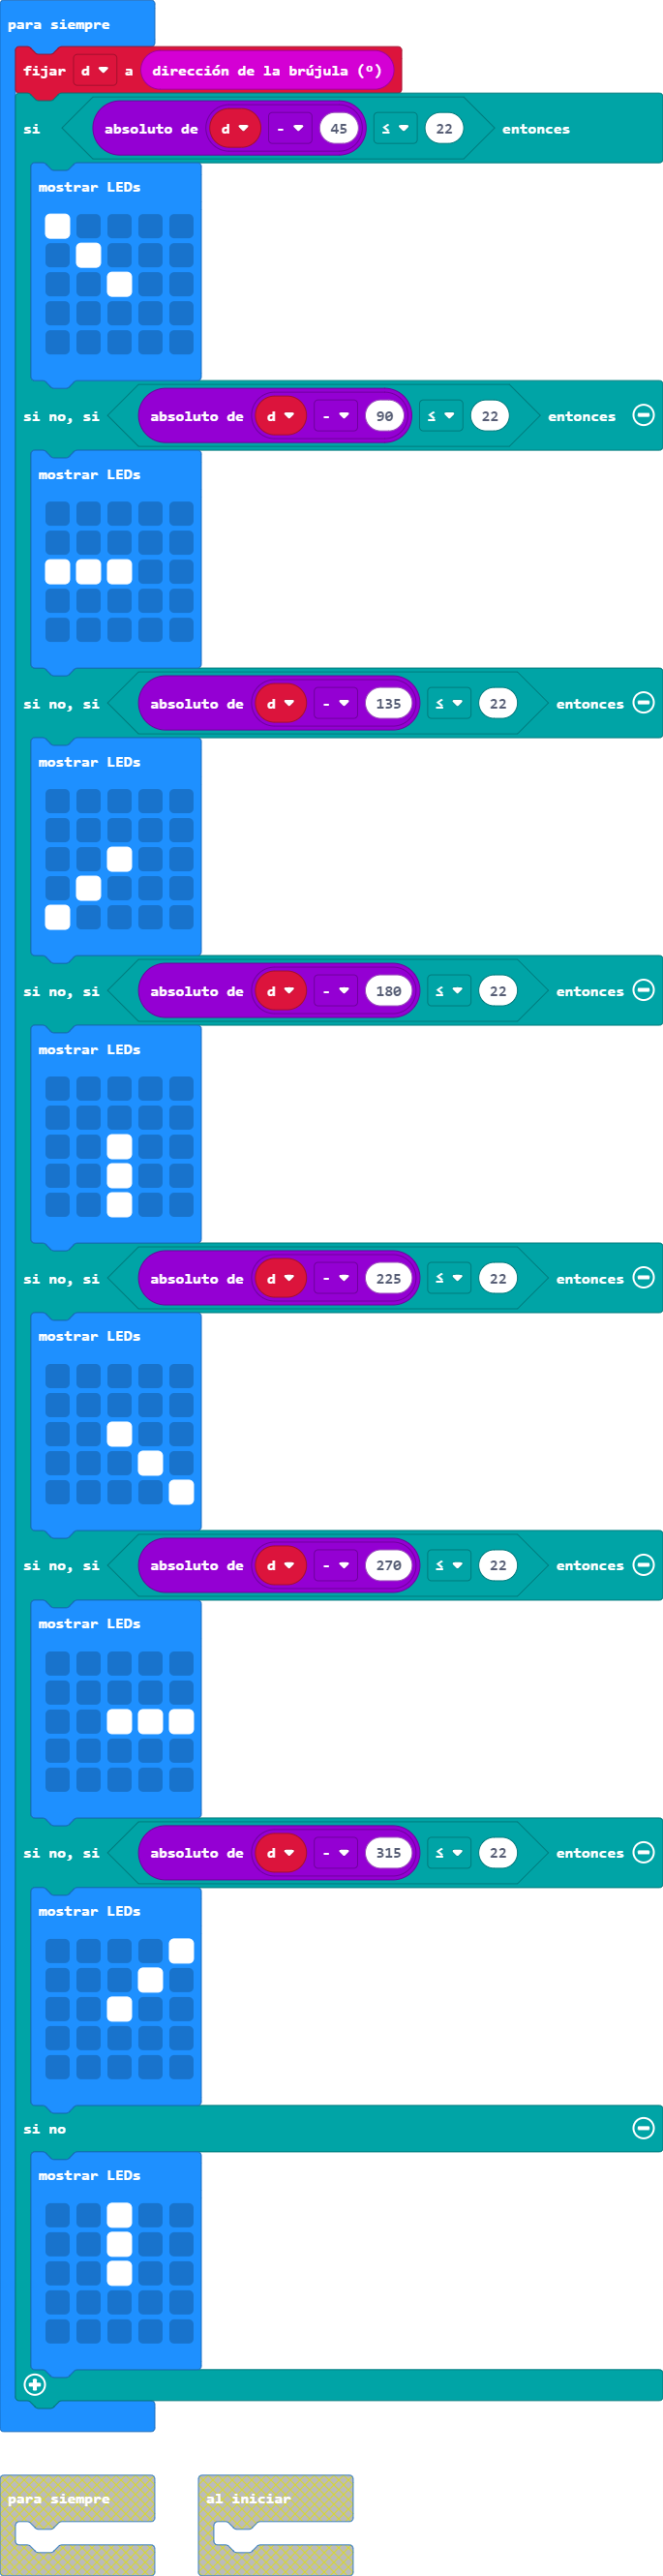 para siempre
fijar d a dirección de la brújula (º)
si absoluto de d - 45 ≤ 22 entonces
mostrar LEDs
si no, si absoluto de d - 90 ≤ 22 entonces
mostrar LEDs
si no, si absoluto de d - 135 ≤ 22 entonces
mostrar LEDs
si no, si absoluto de d - 180 ≤ 22 entonces
mostrar LEDs
si no, si absoluto de d - 225 ≤ 22 entonces
mostrar LEDs
si no, si absoluto de d - 270 ≤ 22 entonces
mostrar LEDs
si no, si absoluto de d - 315 ≤ 22 entonces
mostrar LEDs
si no
mostrar LEDs
para siempre al iniciar